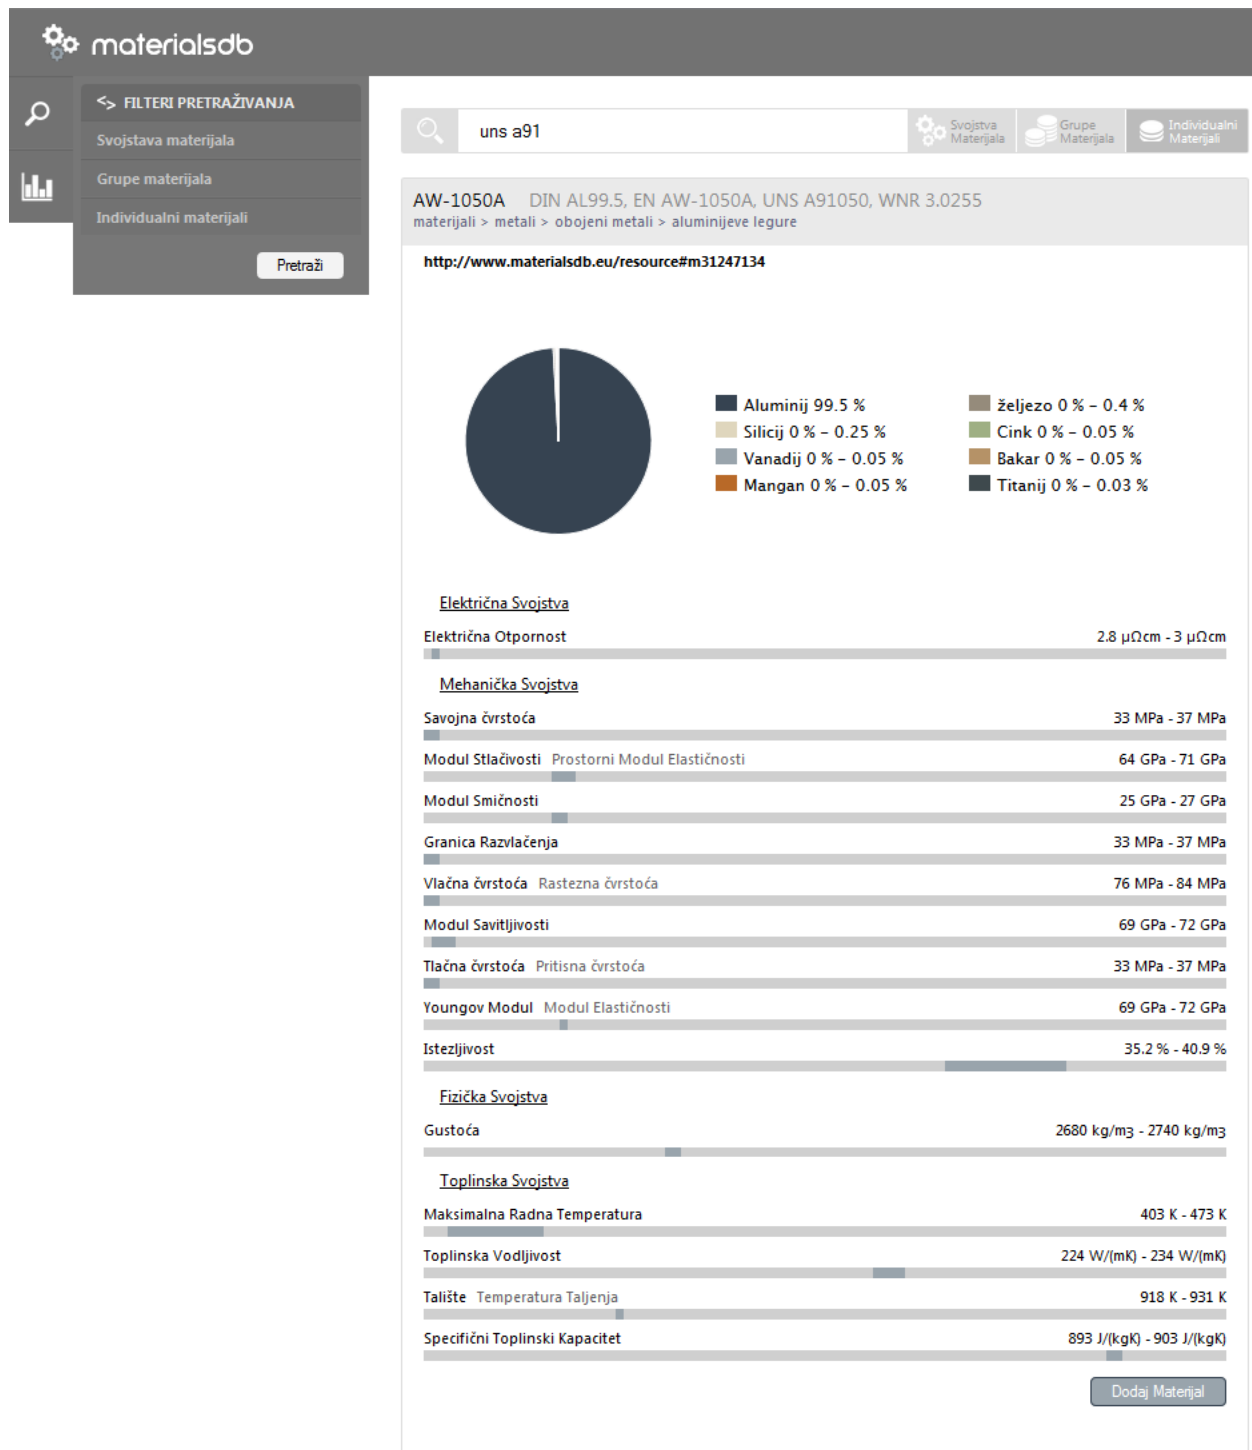 materialsdb
<> FILTERI PRETRAŽIVANJA
Svojstava materijala
Grupe materijala
Individualni materijali
Pretraži
uns a91
Svojstva
Materijala
Grupe
Materijala
Individualni
Materijali
AW-1050A DIN AL99.5, EN AW-1050A, UNS A91050, WNR 3.0255
materijali > metali > obojeni metali > aluminijeve legure
http://www.materialsdb.eu/resource#m31247134
Aluminij 99.5 % željezo 0 % – 0.4 %
Silicij 0 % – 0.25 % Cink 0 % – 0.05 %
Vanadij 0 % – 0.05 % Bakar 0 % – 0.05 %
Mangan 0 % – 0.05 % Titanij 0 % – 0.03 %
Električna Svojstva
Električna Otpornost 2.8 µΩcm - 3 µΩcm
Mehanička Svojstva
Savojna čvrstoća 33 MPa - 37 MPa
Modul Stlačivosti Prostorni Modul Elastičnosti 64 GPa - 71 GPa
Modul Smičnosti 25 GPa - 27 GPa
Granica Razvlačenja 33 MPa - 37 MPa
Vlačna čvrstoća Rastezna čvrstoća 76 MPa - 84 MPa
Modul Savitljivosti 69 GPa - 72 GPa
Tlačna čvrstoća Pritisna čvrstoća 33 MPa - 37 MPa
Youngov Modul Modul Elastičnosti 69 GPa - 72 GPa
Istezljivost 35.2 % - 40.9 %
Fizička Svojstva
Gustoća 2680 kg/m3 - 2740 kg/m3
Toplinska Svojstva
Maksimalna Radna Temperatura 403 K - 473 K
Toplinska Vodljivost 224 W/(mK) - 234 W/(mK)
Talište Temperatura Taljenja 918 K - 931 K
Specifični Toplinski Kapacitet 893 J/(kgK) - 903 J/(kgK)
Dodaj Materijal